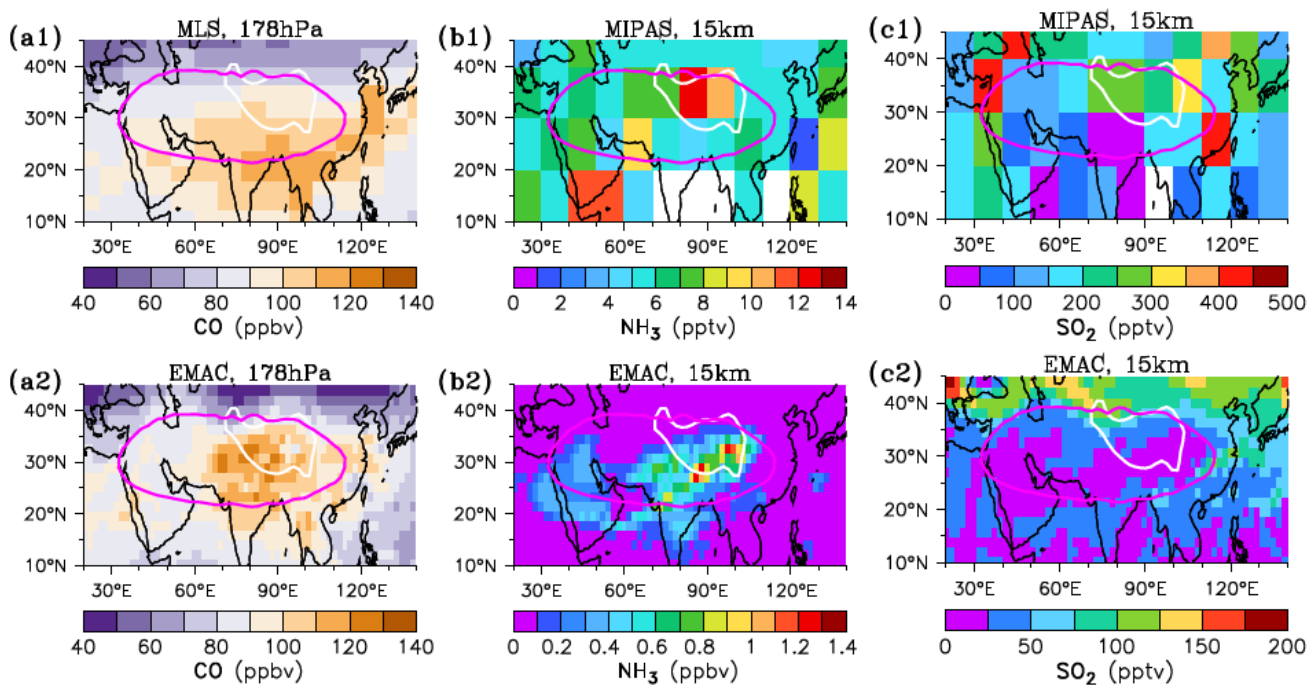 (a1) MLS, 178hPa
40°N
30°N
20°N
10°N
30°E 60°E 90°E 120°E
40 60 80 100 120 140
CO (ppbv)
(b1) MIPAS, 15km
40°N
30°N
20°N
10°N
30°E 60°E 90°E 120°E
0 2 4 6 8 10 12 14
NH₃ (pptv)
(c1) MIPAS, 15km
40°N
30°N
20°N
10°N
30°E 60°E 90°E 120°E
0 100 200 300 400 500
SO₂ (pptv)
(a2) EMAC, 178hPa
40°N
30°N
20°N
10°N
30°E 60°E 90°E 120°E
40 60 80 100 120 140
CO (ppbv)
(b2) EMAC, 15km
40°N
30°N
20°N
10°N
30°E 60°E 90°E 120°E
0 0.2 0.4 0.6 0.8 1 1.2 1.4
NH₃ (ppbv)
(c2) EMAC, 15km
40°N
30°N
20°N
10°N
30°E 60°E 90°E 120°E
0 50 100 150 200
SO₂ (pptv)